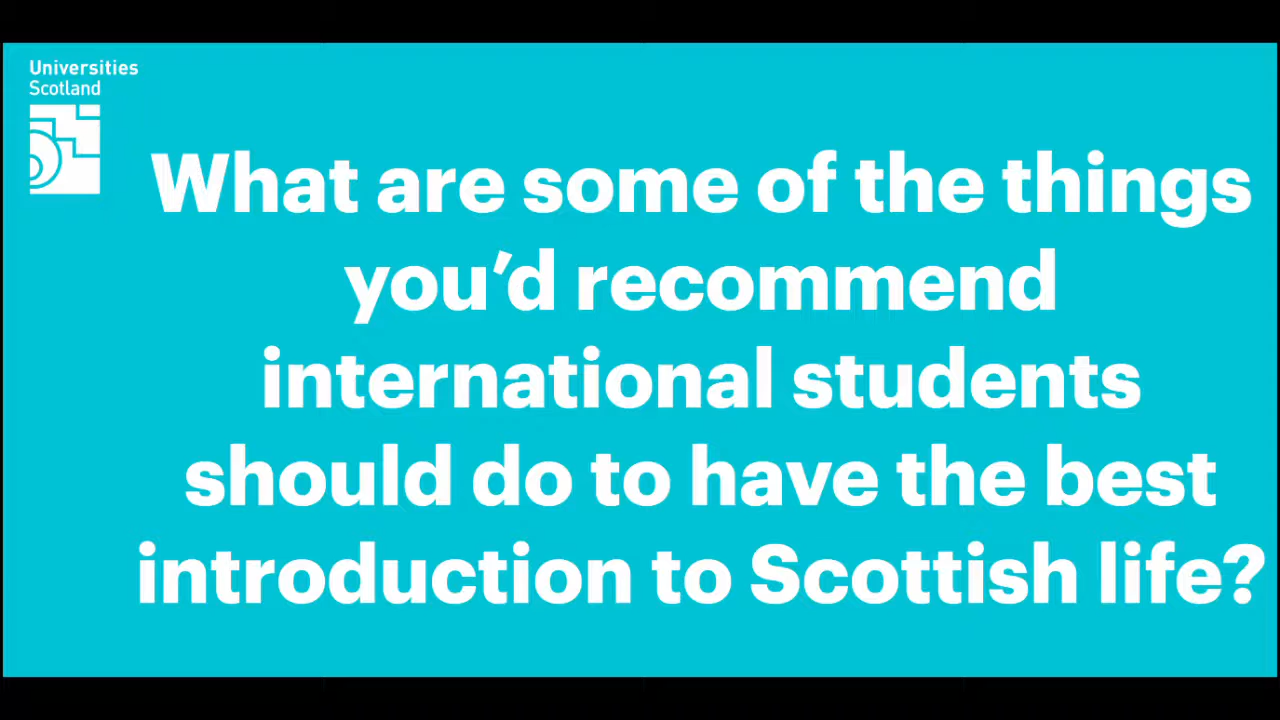 Universities
Scotland
What are some of the things
you’d recommend
international students
should do to have the best
introduction to Scottish life?